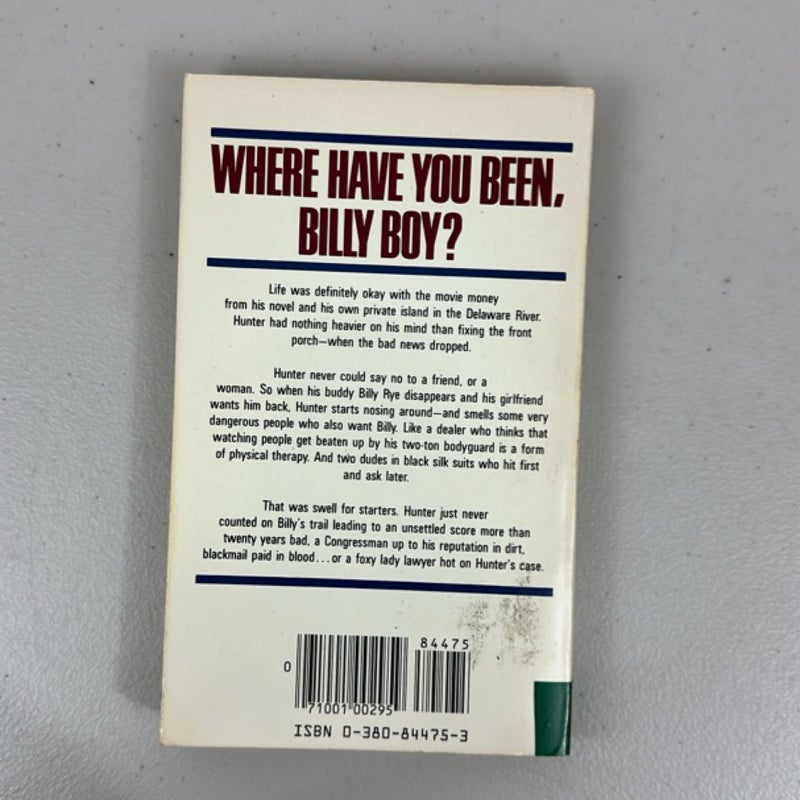 WHERE HAVE YOU BEEN,
BILLY BOY?
Life was definitely okay with the movie money
from his novel and his own private island in the Delaware River.
Hunter had nothing heavier on his mind than fixing the front
porch—when the bad news dropped.
Hunter never could say no to a friend, or a
woman. So when his buddy Billy Rye disappears and his girlfriend
wants him back, Hunter starts nosing around—and smells some very
dangerous people who also want Billy. Like a dealer who thinks that
watching people get beaten up by his two-ton bodyguard is a form
of physical therapy. And two dudes in black silk suits who hit first
and ask later.
That was swell for starters. Hunter just never
counted on Billy's trail leading to an unsettled score more than
twenty years bad, a Congressman up to his reputation in dirt,
blackmail paid in blood...or a foxy lady lawyer hot on Hunter's case.
84475
0
71001 00295
ISBN 0-380-84475-3